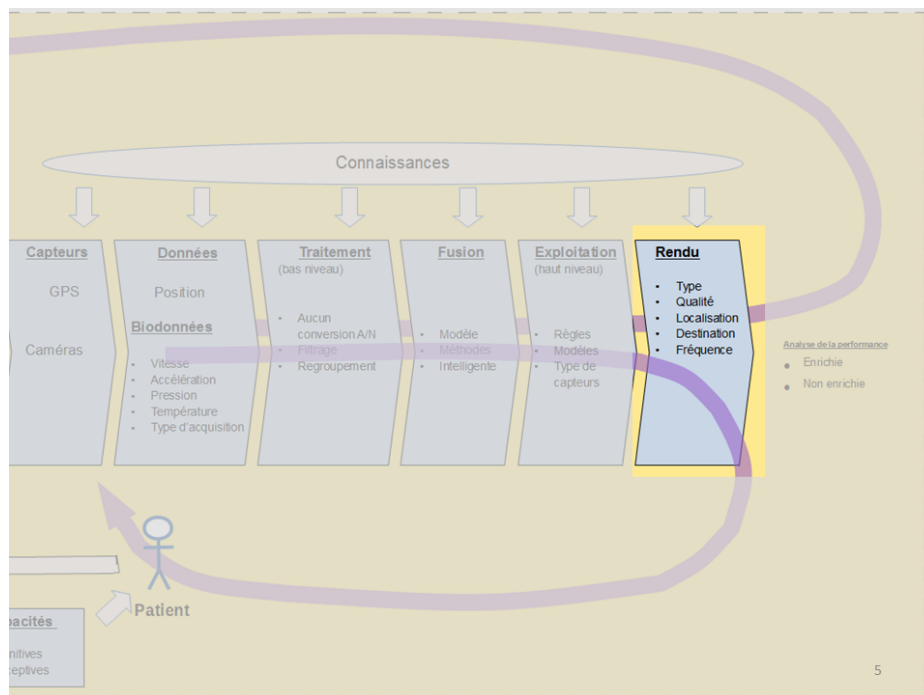 Connaissances
Capteurs
GPS
Caméras
Données
Position
Biodonnées
• Vitesse
• Accélération
• Pression
• Température
• Type d'acquisition
Traitement
(bas niveau)
• Aucun
conversion A/N
• Filtrage
• Regroupement
Fusion
• Modèle
• Méthodes
• Intelligente
Exploitation
(haut niveau)
• Règles
• Modèles
• Type de
capteurs
Rendu
• Type
• Qualité
• Localisation
• Destination
• Fréquence
Analyse de la performance
• Enrichie
• Non enrichie
Patient
pacités
nitives
ceptives
5